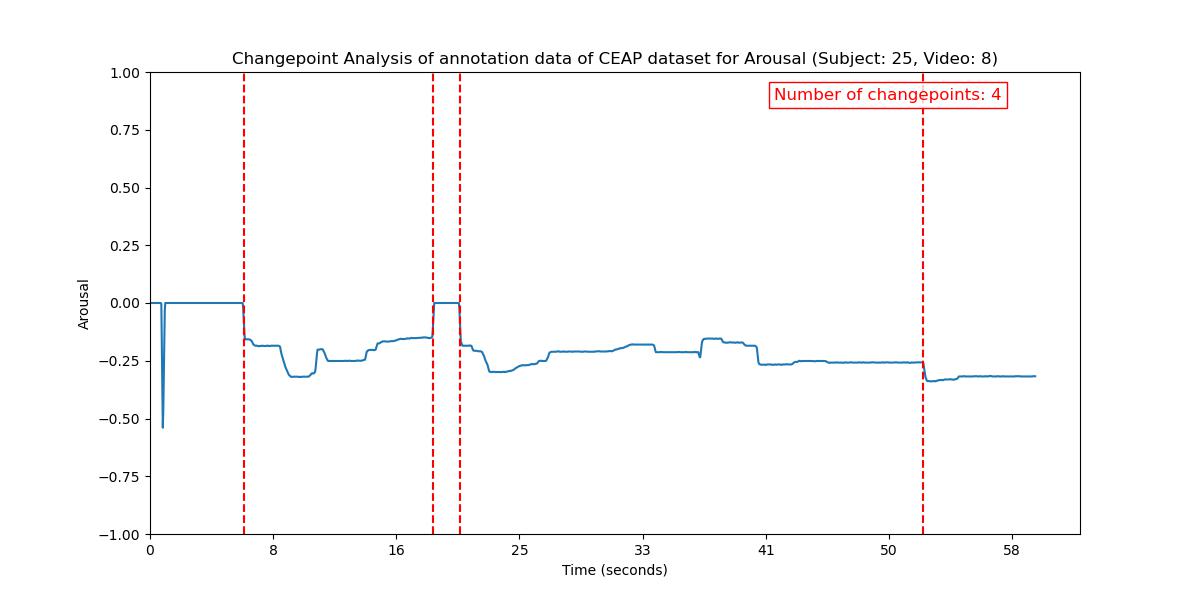 Changepoint Analysis of annotation data of CEAP dataset for Arousal (Subject: 25, Video: 8)
Number of changepoints: 4
1.00
0.75
0.50
0.25
0.00
−0.25
−0.50
−0.75
−1.00
Arousal
0 8 16 25 33 41 50 58
Time (seconds)